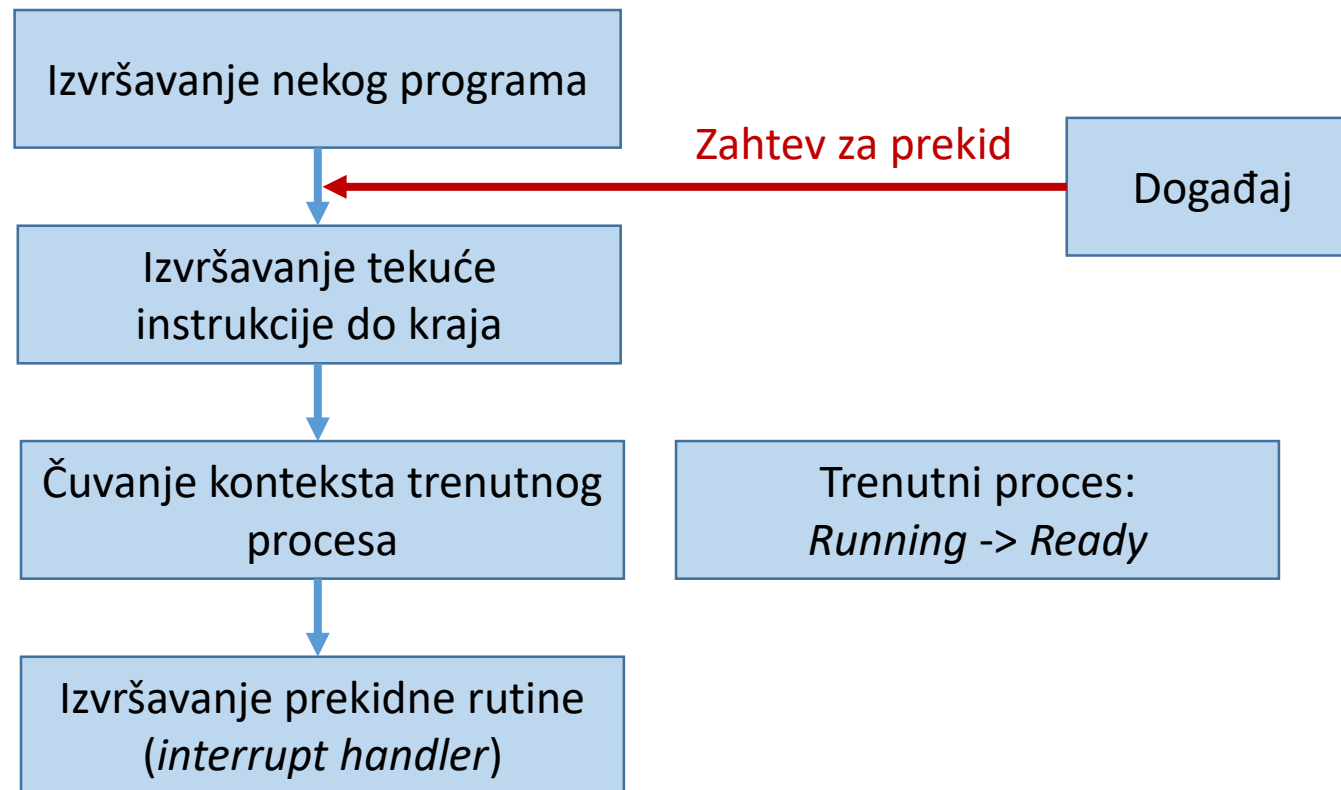 Izvršavanje nekog programa
Zahtev za prekid
Događaj
Izvršavanje tekuće
instrukcije do kraja
Čuvanje konteksta trenutnog
procesa
Trenutni proces:
Running -> Ready
Izvršavanje prekidne rutine
(interrupt handler)